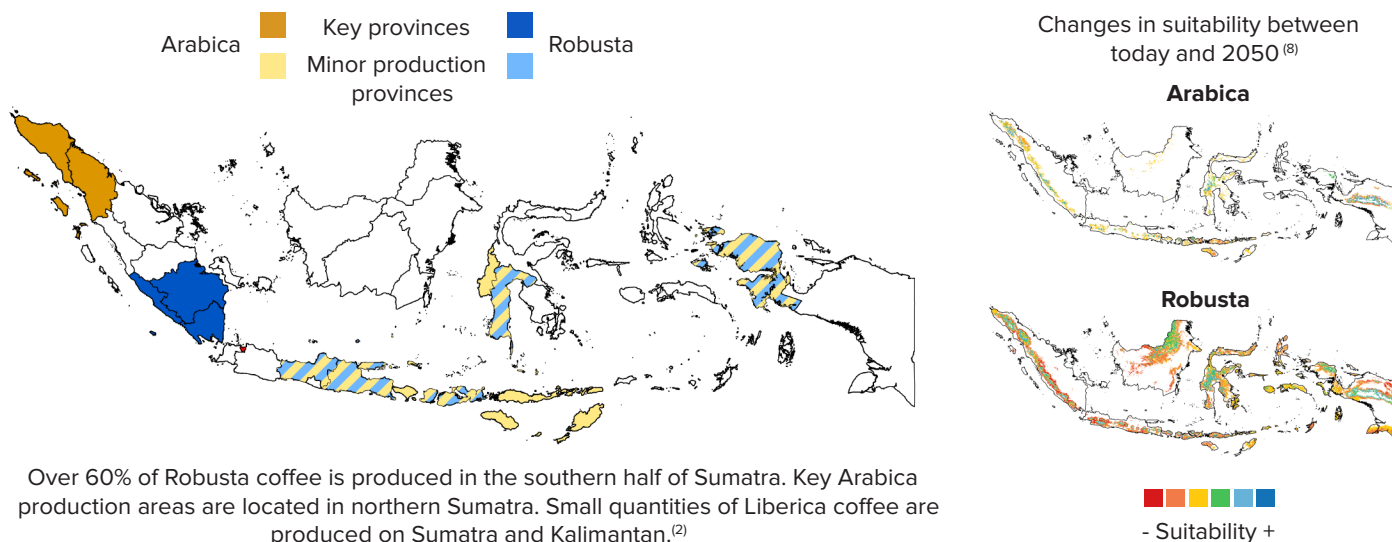 Arabica
Key provinces
Robusta
Minor production
provinces
Changes in suitability between
today and 2050 (8)
Arabica
Robusta
- Suitability +
Over 60% of Robusta coffee is produced in the southern half of Sumatra. Key Arabica
production areas are located in northern Sumatra. Small quantities of Liberica coffee are
produced on Sumatra and Kalimantan.(2)